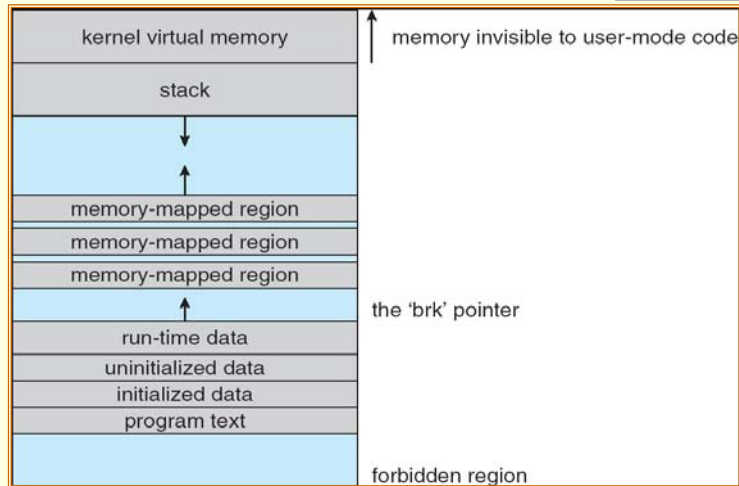 kernel virtual memory
memory invisible to user-mode code
stack
memory-mapped region
memory-mapped region
memory-mapped region
the ‘brk’ pointer
run-time data
uninitialized data
initialized data
program text
forbidden region